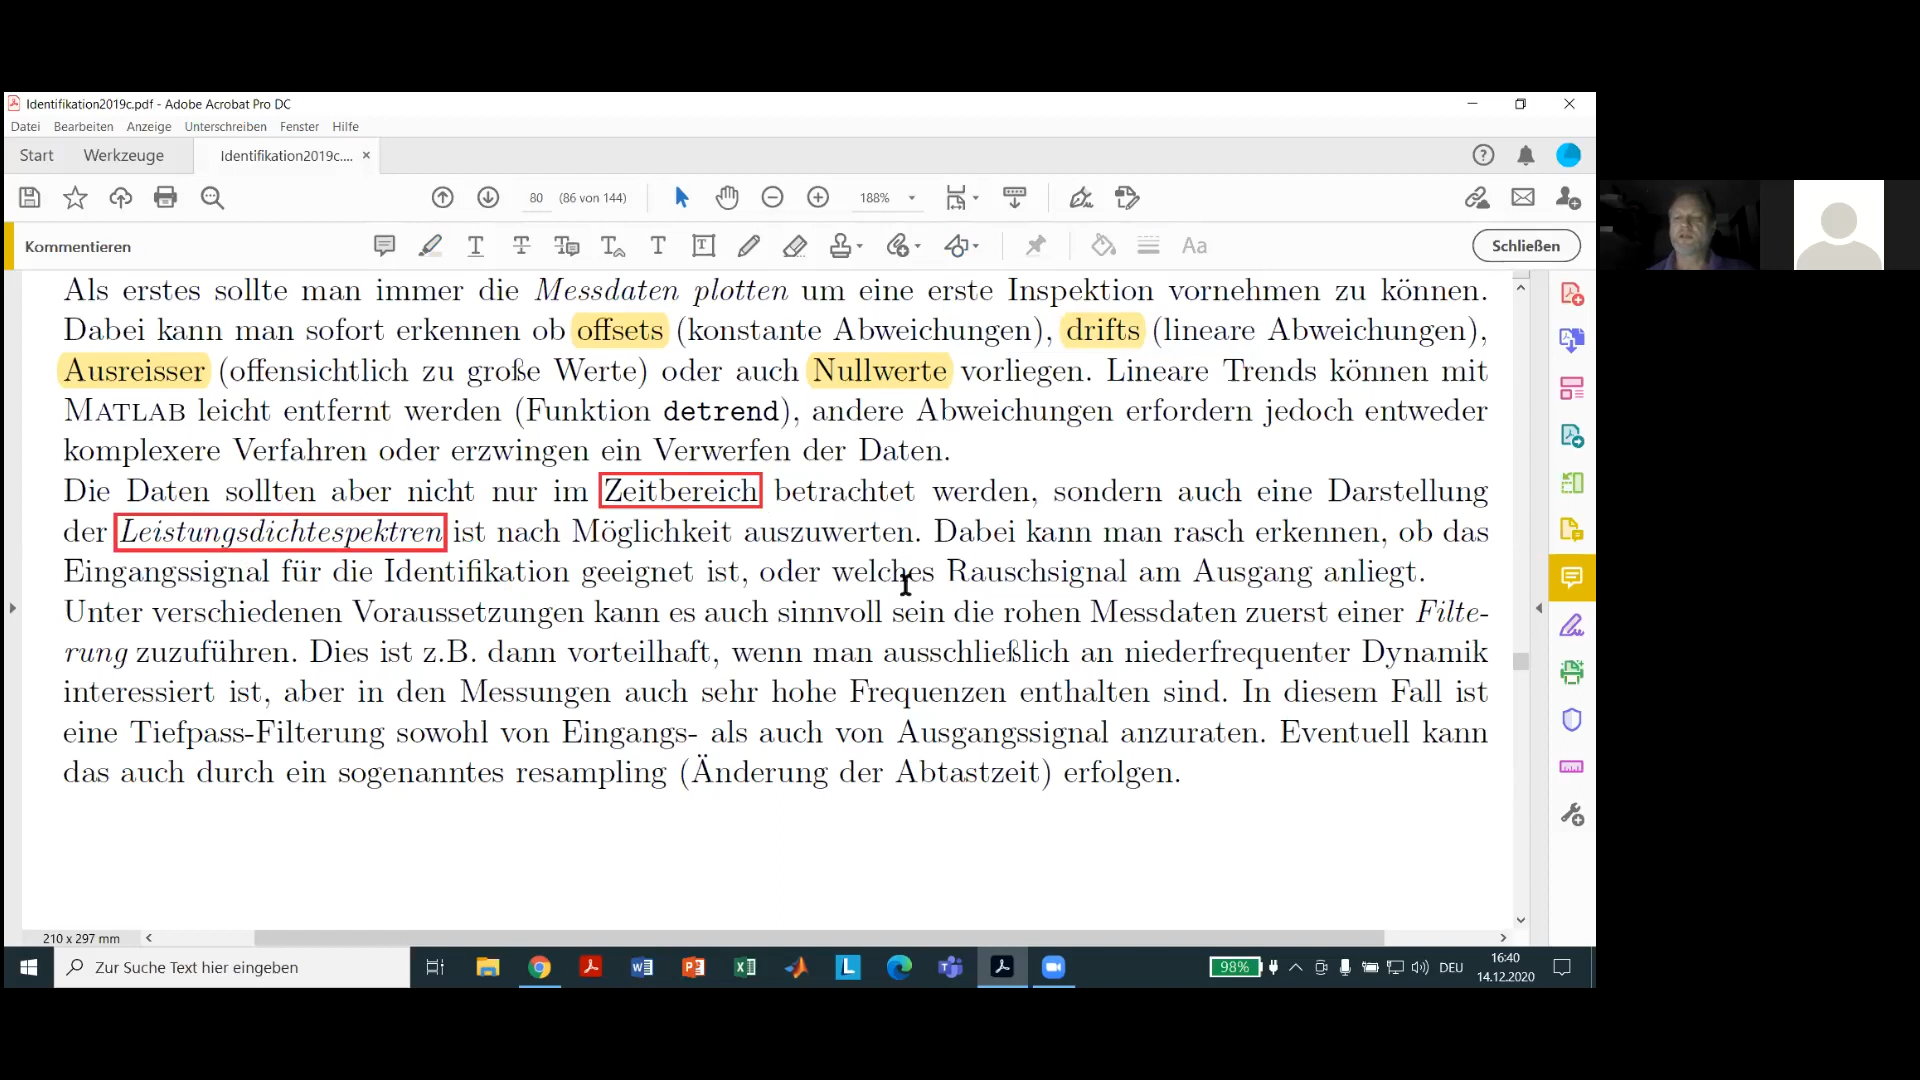 Identifikation2019c.pdf - Adobe Acrobat Pro DC
Datei Bearbeiten Anzeige Unterschreiben Fenster Hilfe
Start Werkzeuge Identifikation2019c.... ×
80 (86 von 144) 188%
Kommentieren Schließen
Als erstes sollte man immer die Messdaten plotten um eine erste Inspektion vornehmen zu können.
Dabei kann man sofort erkennen ob offsets (konstante Abweichungen), drifts (lineare Abweichungen),
Ausreisser (offensichtlich zu große Werte) oder auch Nullwerte vorliegen. Lineare Trends können mit
MATLAB leicht entfernt werden (Funktion detrend), andere Abweichungen erfordern jedoch entweder
komplexere Verfahren oder erzwingen ein Verwerfen der Daten.
Die Daten sollten aber nicht nur im Zeitbereich betrachtet werden, sondern auch eine Darstellung
der Leistungsdichtespektren ist nach Möglichkeit auszuwerten. Dabei kann man rasch erkennen, ob das
Eingangssignal für die Identifikation geeignet ist, oder welches Rauschsignal am Ausgang anliegt.
Unter verschiedenen Voraussetzungen kann es auch sinnvoll sein die rohen Messdaten zuerst einer Filte-
rung zuzuführen. Dies ist z.B. dann vorteilhaft, wenn man ausschließlich an niederfrequenter Dynamik
interessiert ist, aber in den Messungen auch sehr hohe Frequenzen enthalten sind. In diesem Fall ist
eine Tiefpass-Filterung sowohl von Eingangs- als auch von Ausgangssignal anzuraten. Eventuell kann
das auch durch ein sogenanntes resampling (Änderung der Abtastzeit) erfolgen.
210 x 297 mm
Zur Suche Text hier eingeben
98% DEU 16:40
14.12.2020